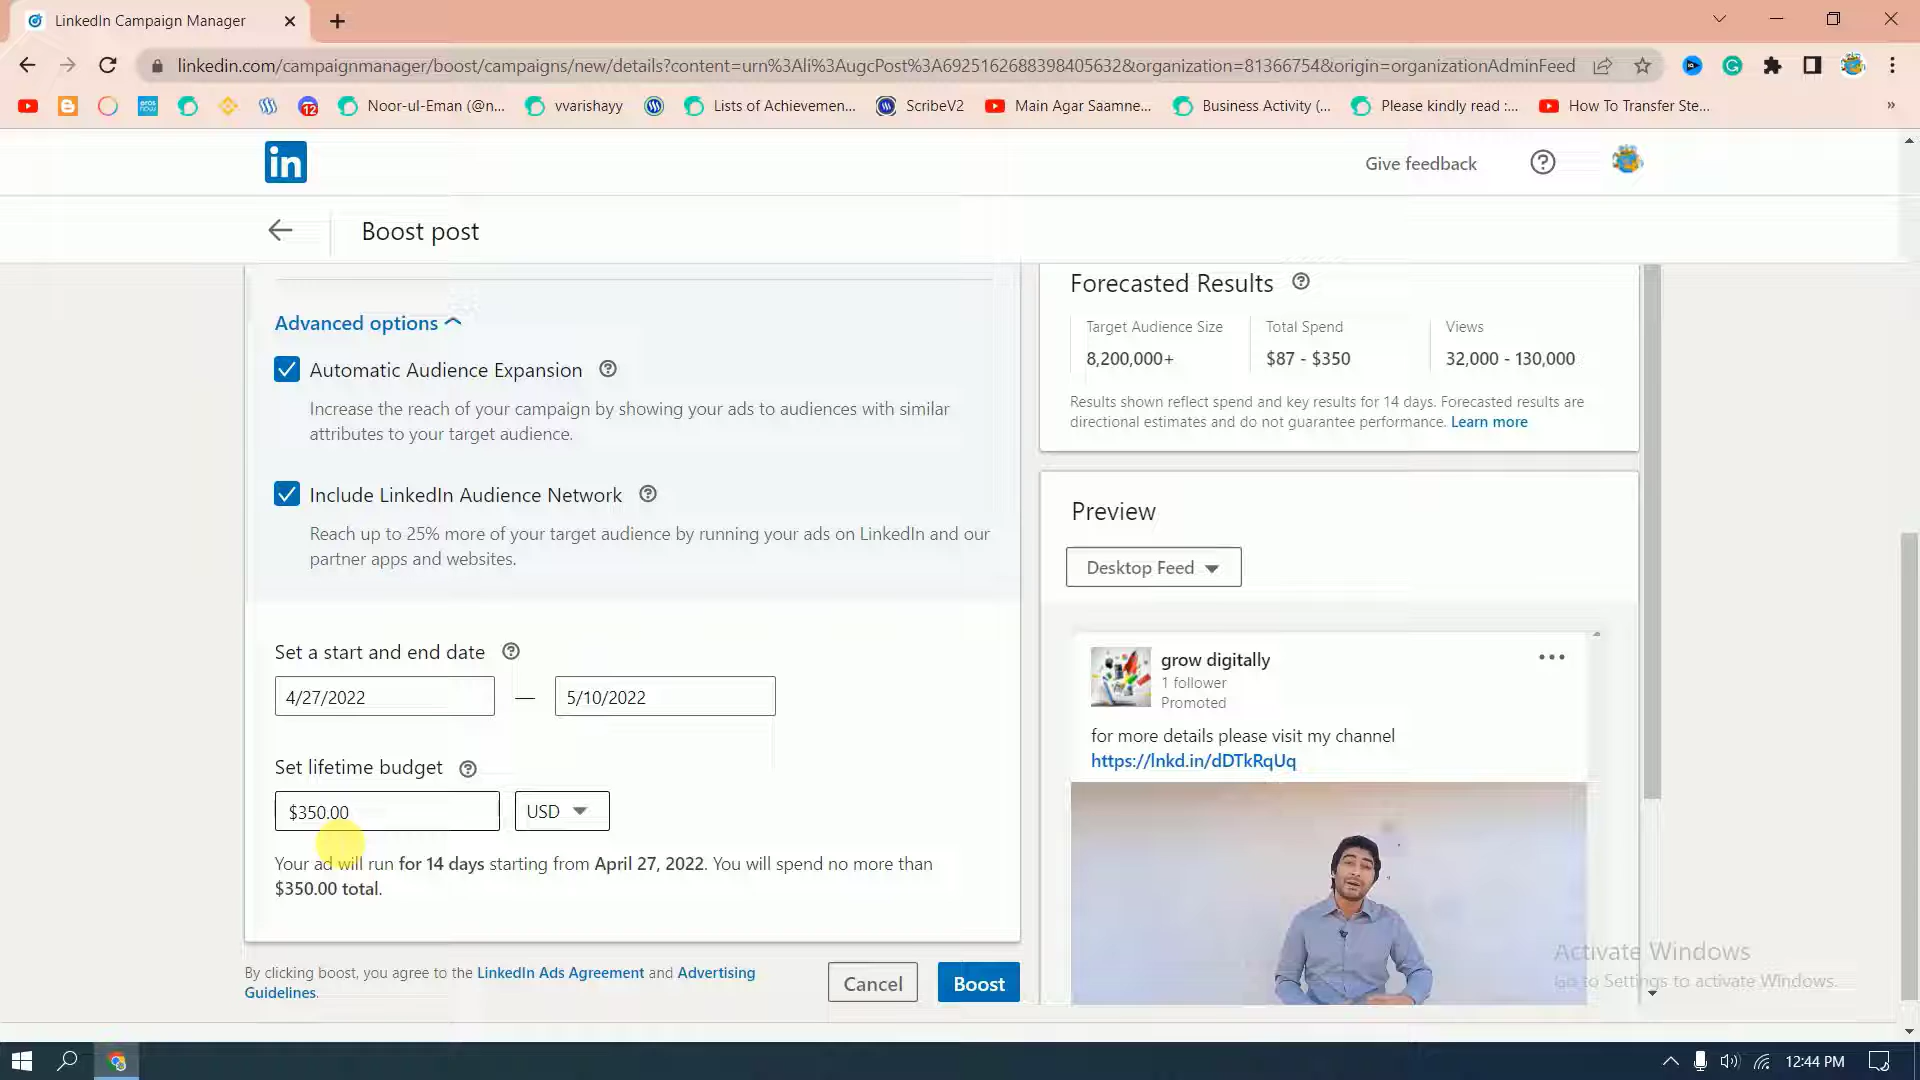 LinkedIn Campaign Manager
linkedin.com/campaignmanager/boost/campaigns/new/details?content=urn%3Ali%3AugcPost%3A6925162688398405632&organization=81366754&origin=organizationAdminFeed
12 Noor-ul-Eman (@n... vvarishayy Lists of Achievemen... ScribeV2 Main Agar Saamne... Business Activity (... Please kindly read :... How To Transfer Ste... »
in
Give feedback
Boost post
Advanced options
Automatic Audience Expansion
Increase the reach of your campaign by showing your ads to audiences with similar
attributes to your target audience.
Include LinkedIn Audience Network
Reach up to 25% more of your target audience by running your ads on LinkedIn and our
partner apps and websites.
Set a start and end date
4/27/2022 — 5/10/2022
Set lifetime budget
$350.00 USD
Your ad will run for 14 days starting from April 27, 2022. You will spend no more than
$350.00 total.
By clicking boost, you agree to the LinkedIn Ads Agreement and Advertising
Guidelines.
Cancel Boost
Forecasted Results
Target Audience Size Total Spend Views
8,200,000+ $87 - $350 32,000 - 130,000
Results shown reflect spend and key results for 14 days. Forecasted results are
directional estimates and do not guarantee performance. Learn more
Preview
Desktop Feed
grow digitally
1 follower
Promoted
for more details please visit my channel
https://lnkd.in/dDTkRqUq
Activate Windows
Go to Settings to activate Windows.
12:44 PM